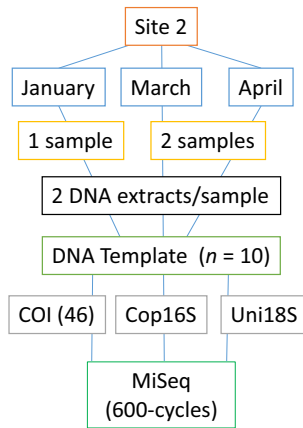 Site 2
January March April
1 sample 2 samples
2 DNA extracts/sample
DNA Template (n = 10)
COI (46) Cop16S Uni18S
MiSeq
(600-cycles)